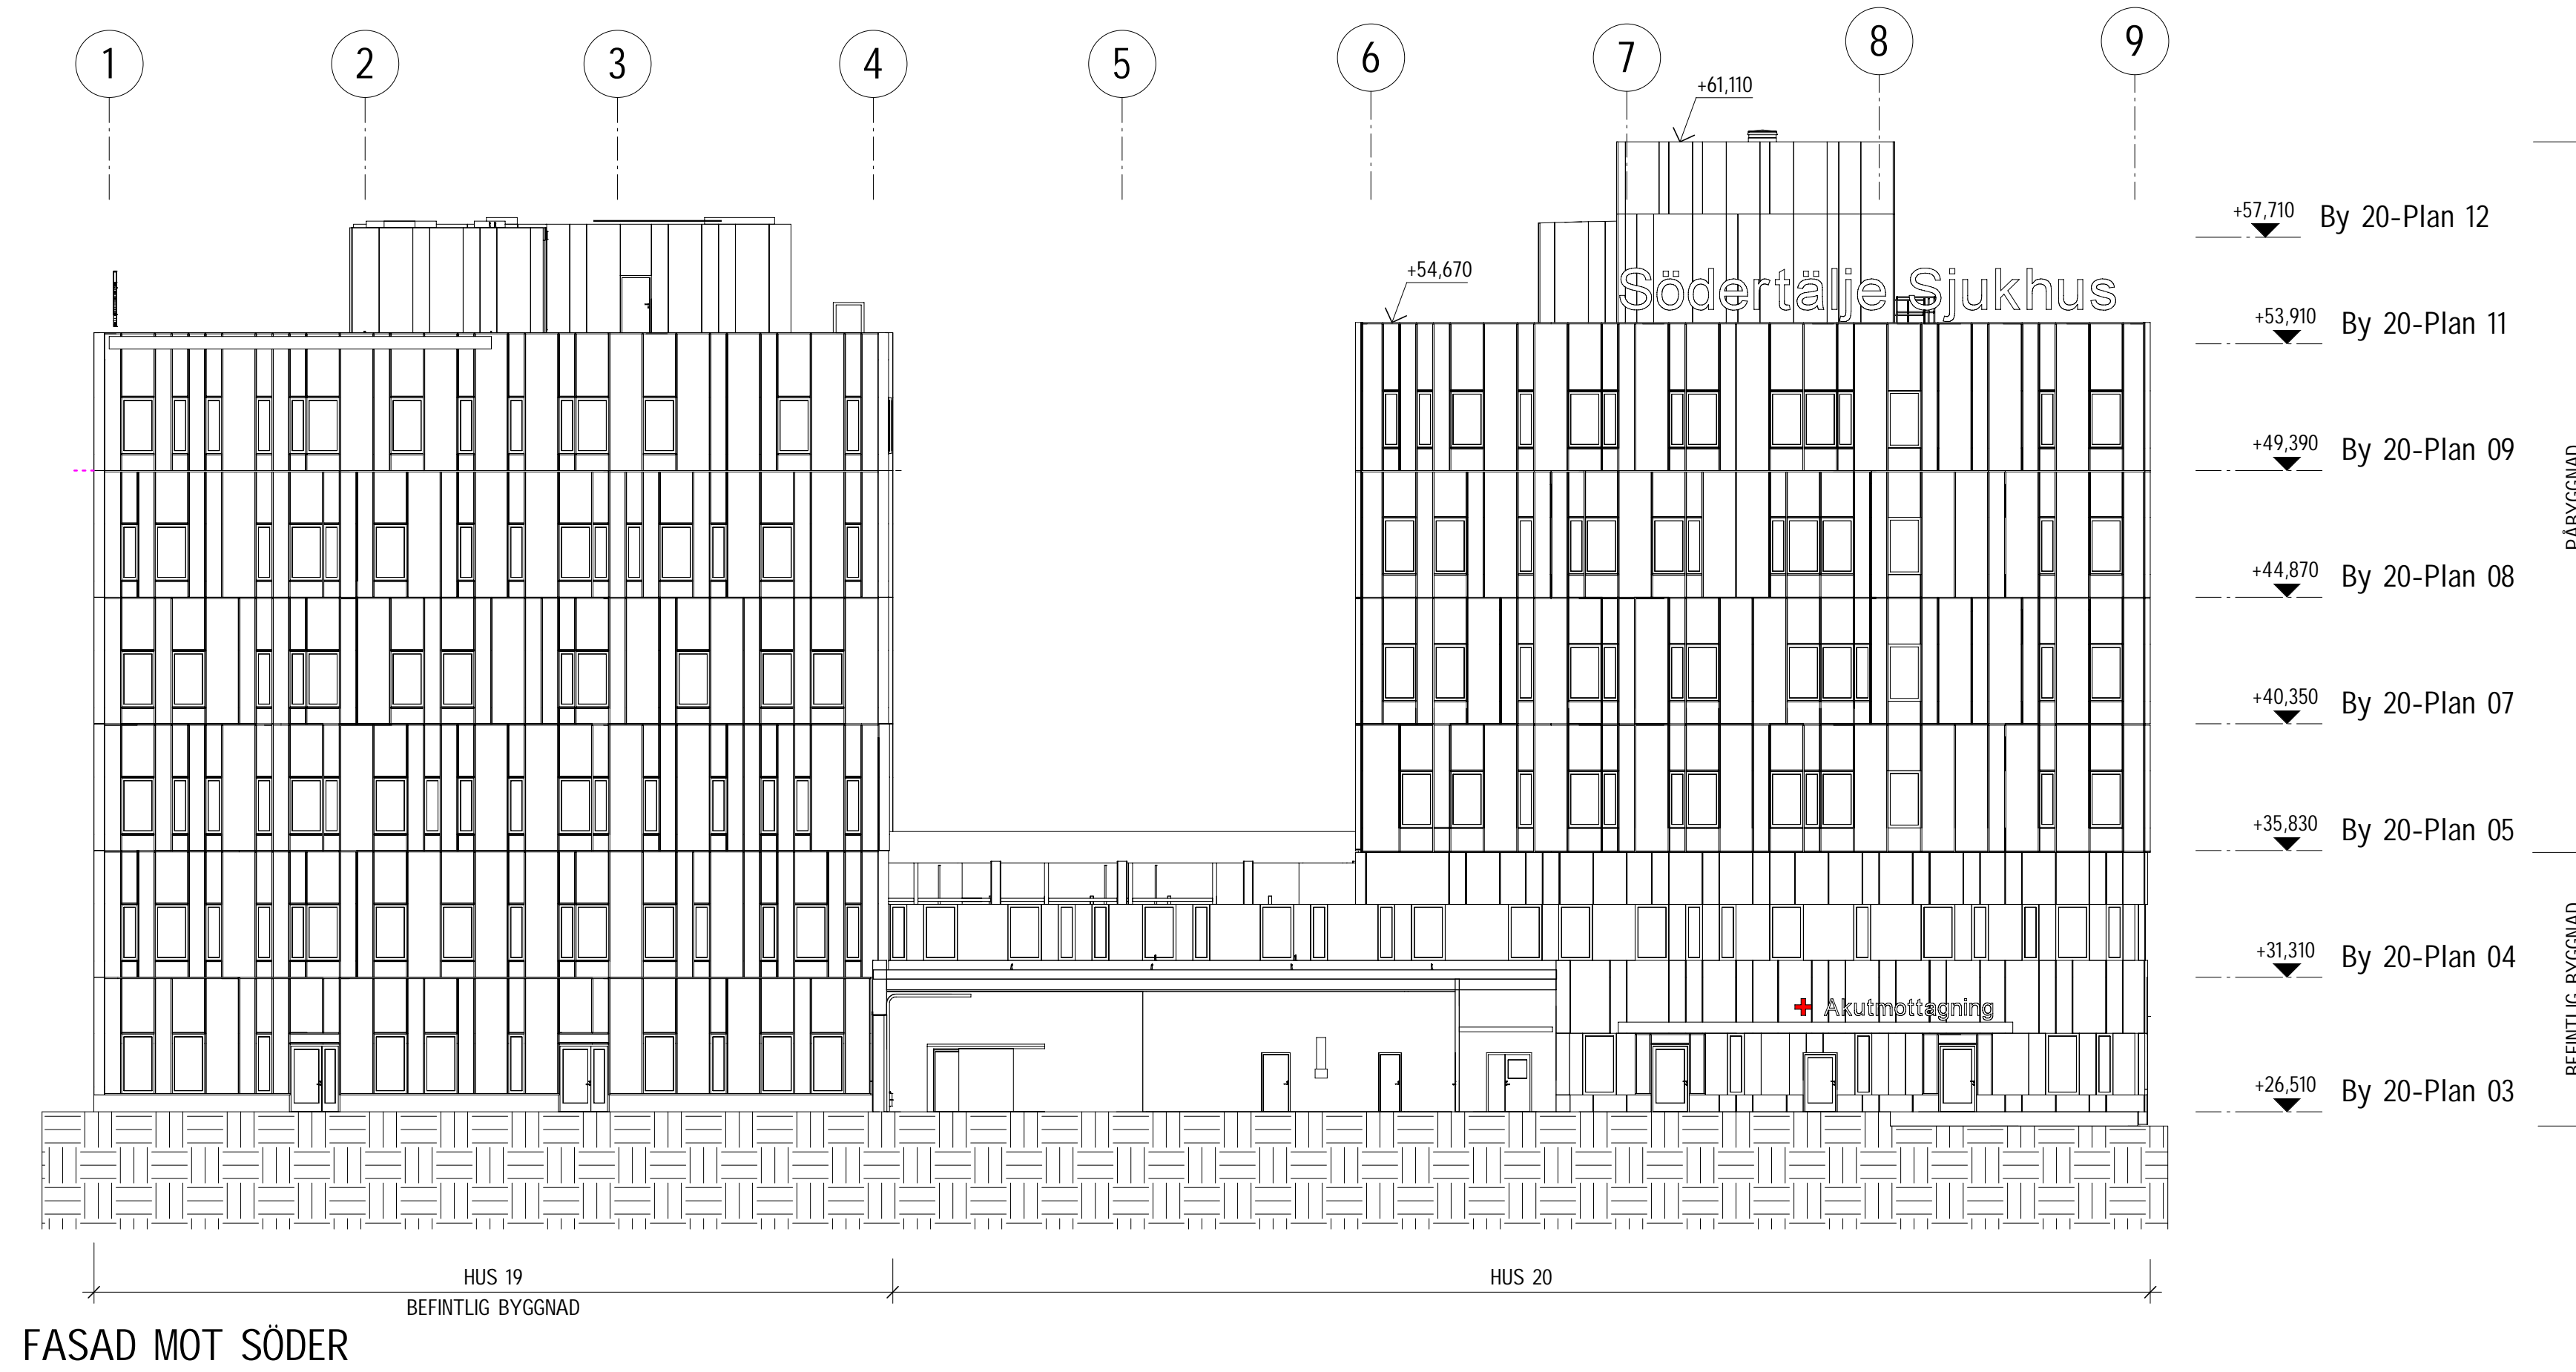 1 2 3 4 5 6 7 8 9
+61,110
+57,710 By 20-Plan 12
+54,670
Södertälje Sjukhus
+53,910 By 20-Plan 11
+49,390 By 20-Plan 09
PÅBYGGNAD
+44,870 By 20-Plan 08
+40,350 By 20-Plan 07
+35,830 By 20-Plan 05
+31,310 By 20-Plan 04
BEFINTLIG BYGGNAD
Akutmottagning
+26,510 By 20-Plan 03
HUS 19
HUS 20
BEFINTLIG BYGGNAD
FASAD MOT SÖDER